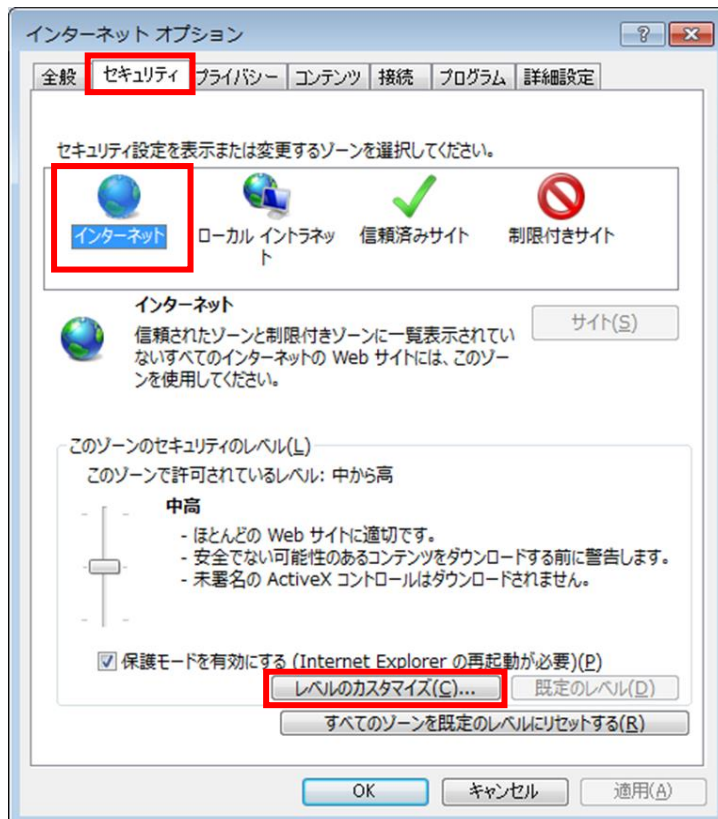 インターネット オプション
全般 セキュリティ プライバシー コンテンツ 接続 プログラム 詳細設定
セキュリティ設定を表示または変更するゾーンを選択してください。
インターネット ローカル イントラネット 信頼済みサイト 制限付きサイト
インターネット
サイト(S)
信頼されたゾーンと制限付きゾーンに一覧表示されてい
ないすべてのインターネットの Web サイトには、このゾー
ンを使用してください。
このゾーンのセキュリティのレベル(L)
このゾーンで許可されているレベル: 中から高
中高
- ほとんどの Web サイトに適切です。
- 安全でない可能性のあるコンテンツをダウンロードする前に警告します。
- 未署名の ActiveX コントロールはダウンロードされません。
保護モードを有効にする (Internet Explorer の再起動が必要)(P)
レベルのカスタマイズ(C)... 既定のレベル(D)
すべてのゾーンを既定のレベルにリセットする(R)
OK キャンセル 適用(A)